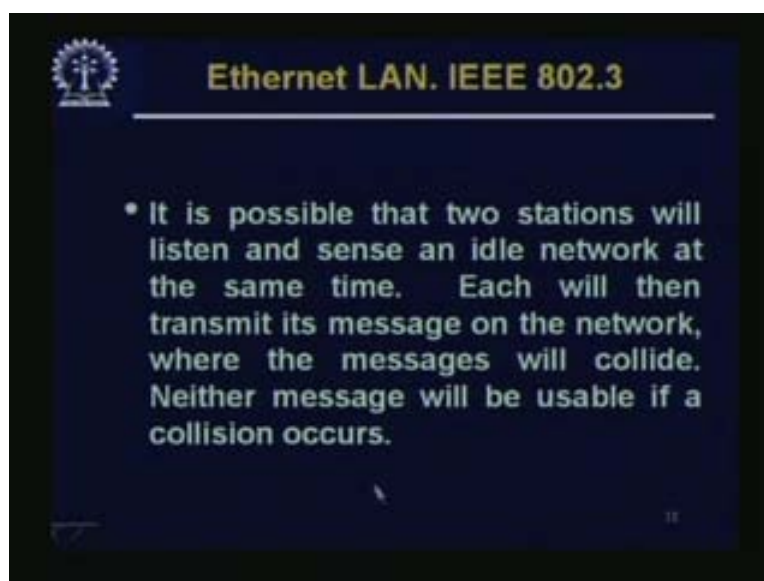 Ethernet LAN. IEEE 802.3
• It is possible that two stations will
listen and sense an idle network at
the same time. Each will then
transmit its message on the network,
where the messages will collide.
Neither message will be usable if a
collision occurs.